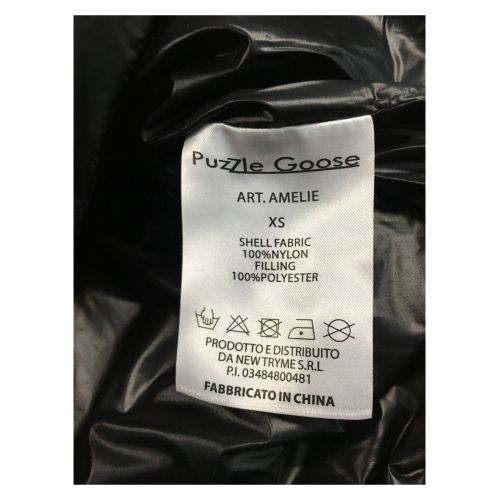 Puzzle Goose
ART. AMELIE
XS
SHELL FABRIC
100%NYLON
FILLING
100%POLYESTER
PRODOTTO E DISTRIBUITO
DA NEW TRYME S.R.L
P.I. 03484800481
FABBRICATO IN CHINA